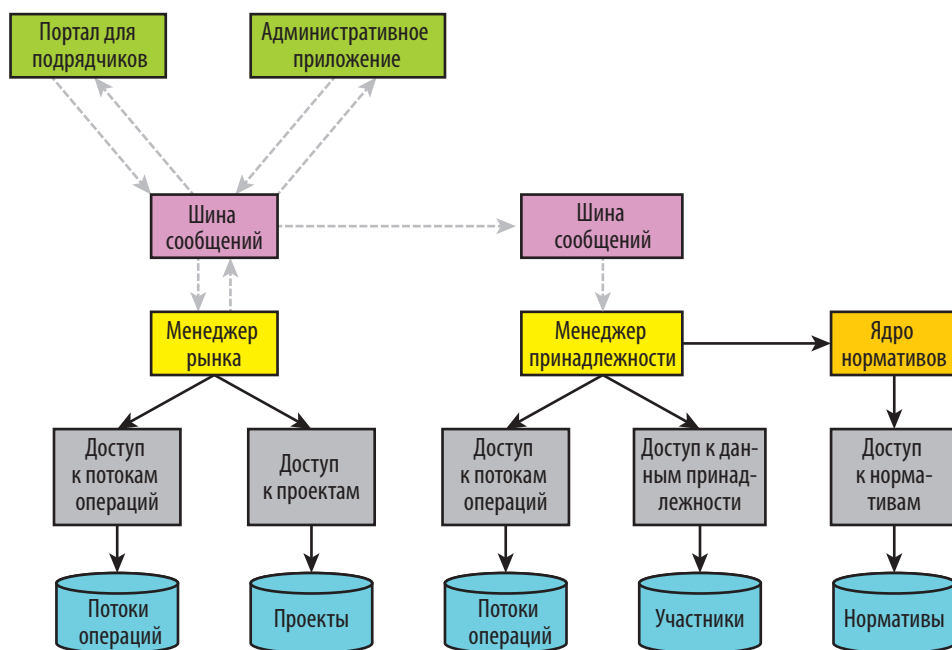 Портал для
подрядчиков
Административное
приложение
Шина
сообщений
Шина
сообщений
Менеджер
рынка
Менеджер
принадлежности
Ядро
нормативов
Доступ
к потокам
операций
Доступ
к проектам
Доступ
к потокам
операций
Доступ к дан-
ным принад-
лежности
Доступ
к норма-
тивам
Потоки
операций
Проекты
Потоки
операций
Участники
Нормативы